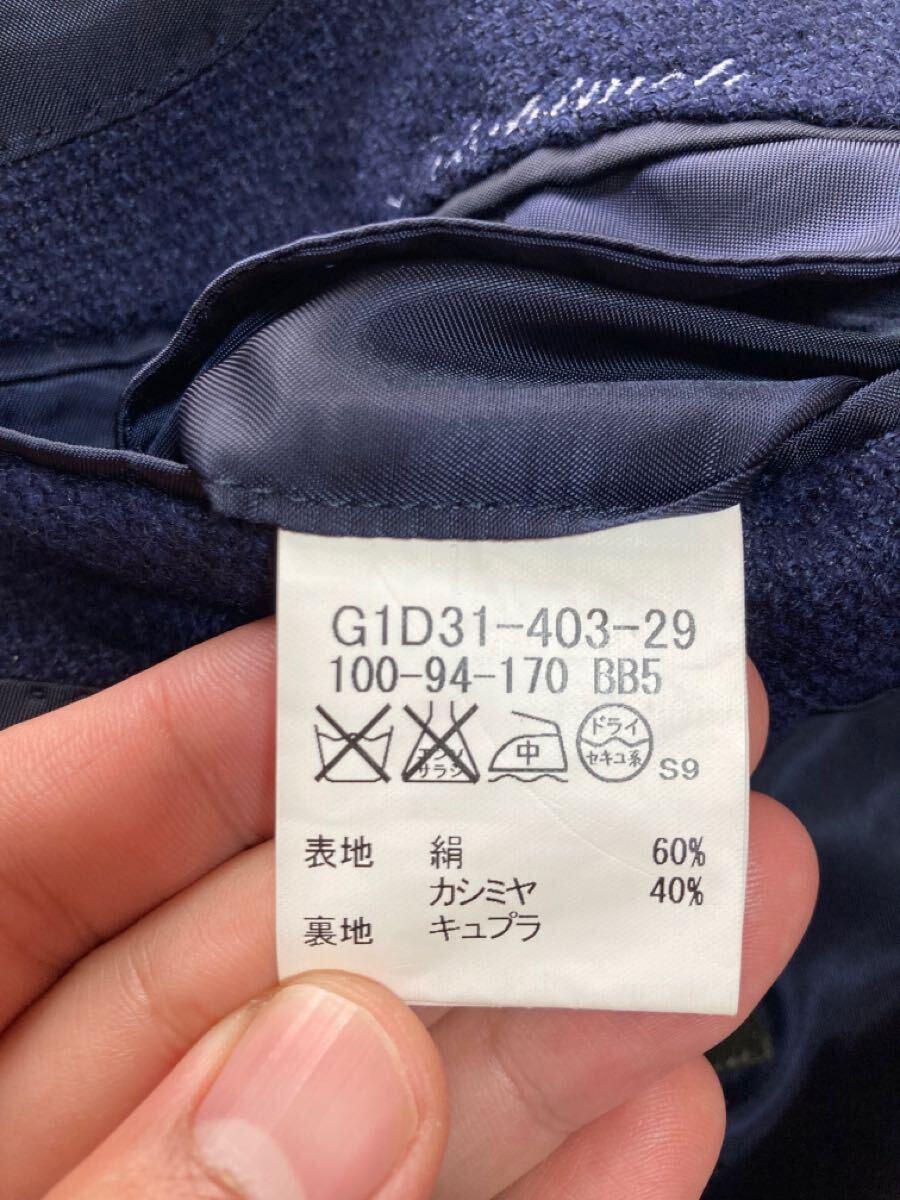 G1D31-403-29
100-94-170 BB5
中
ドライ
セキユ系
S9
表地 絹 60%
カシミヤ 40%
裏地 キュプラ